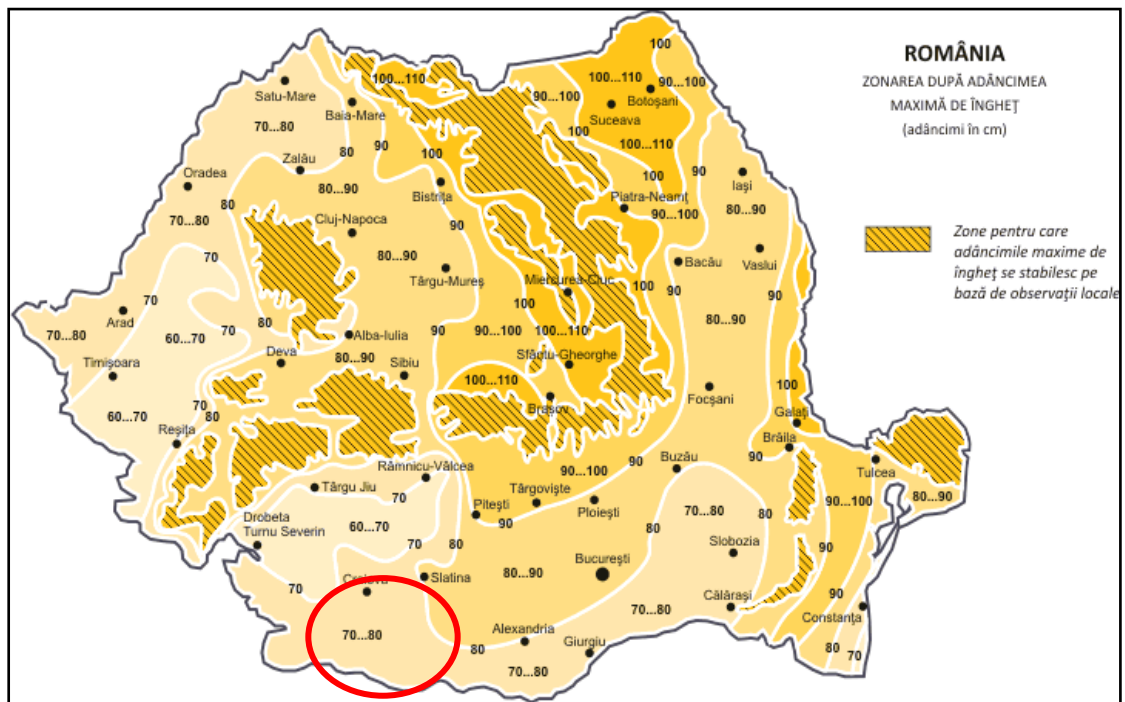 ROMÂNIA
ZONAREA DUPĂ ADÂNCIMEA
MAXIMĂ DE ÎNGHEȚ
(adâncimi în cm)
100
100...110
100...110
90...100
Satu-Mare
90...100
Botoșani
Baia-Mare
Suceava
70...80
100
80
90
100...110
90
Zalău
100
Oradea
Iași
80...90
100
Bistrița
Piatra-Neamț
80
80...90
70...80
Cluj-Napoca
90
90...100
Zone pentru care
adâncimile maxime de
îngheț se stabilesc pe
bază de observații locale
70
80...90
Bacău
Vaslui
Târgu-Mureș
100
90
90
Miercurea-Ciuc
70
Arad
100
70...80
60...70
70
80
90
90...100
100...110
80...90
Alba-Iulia
Timișoara
Deva
80...90
Sfântu-Gheorghe
Sibiu
100...110
100
Focșani
Brașov
70
60...70
80
Galați
Reșița
Brăila
90
Buzău
Râmnicu-Vâlcea
90...100
90
Tulcea
Târgu Jiu
70
Târgoviște
80...90
90...100
Pitești
Ploiești
70...80
80
Drobeta
Turnu Severin
60...70
90
80
70
80
Slobozia
90
București
Craiova
Slatina
80...90
70
Călărași
90
70...80
Constanța
70...80
Alexandria
80
Giurgiu
80
70
70...80